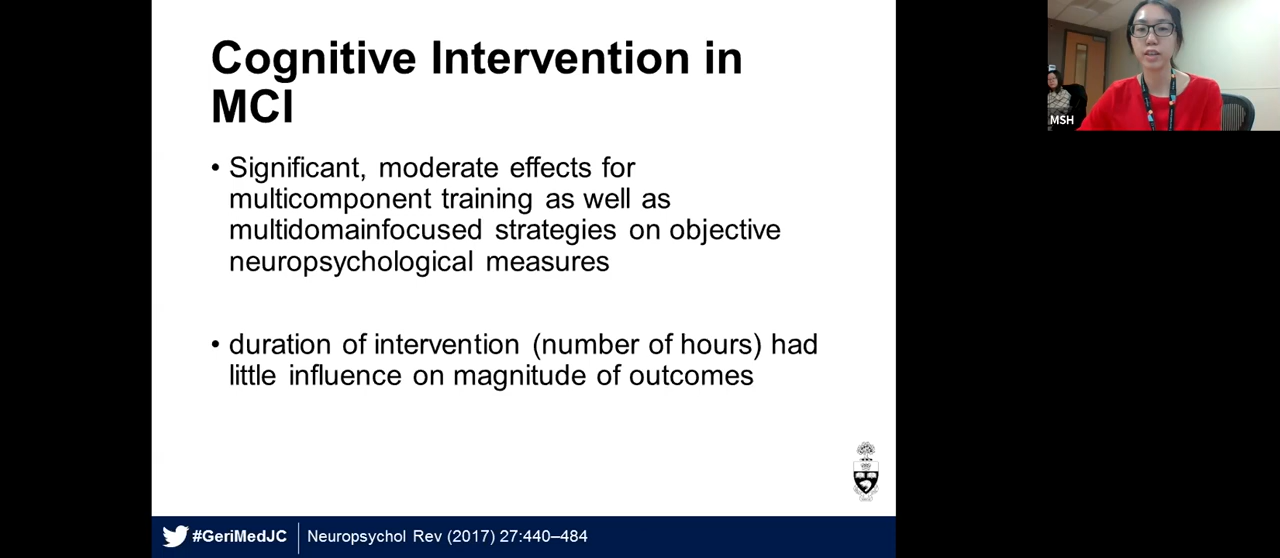 Cognitive Intervention in
MCI
• Significant, moderate effects for
multicomponent training as well as
multidomainfocused strategies on objective
neuropsychological measures
• duration of intervention (number of hours) had
little influence on magnitude of outcomes
#GeriMedJC
Neuropsychol Rev (2017) 27:440–484
MSH